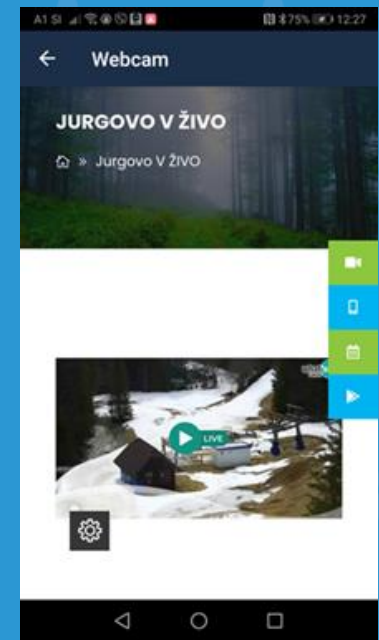 A1 SI 75% 12:27
Webcam
JURGOVO V ŽIVO
» Jurgovo V ŽIVO
LIVE